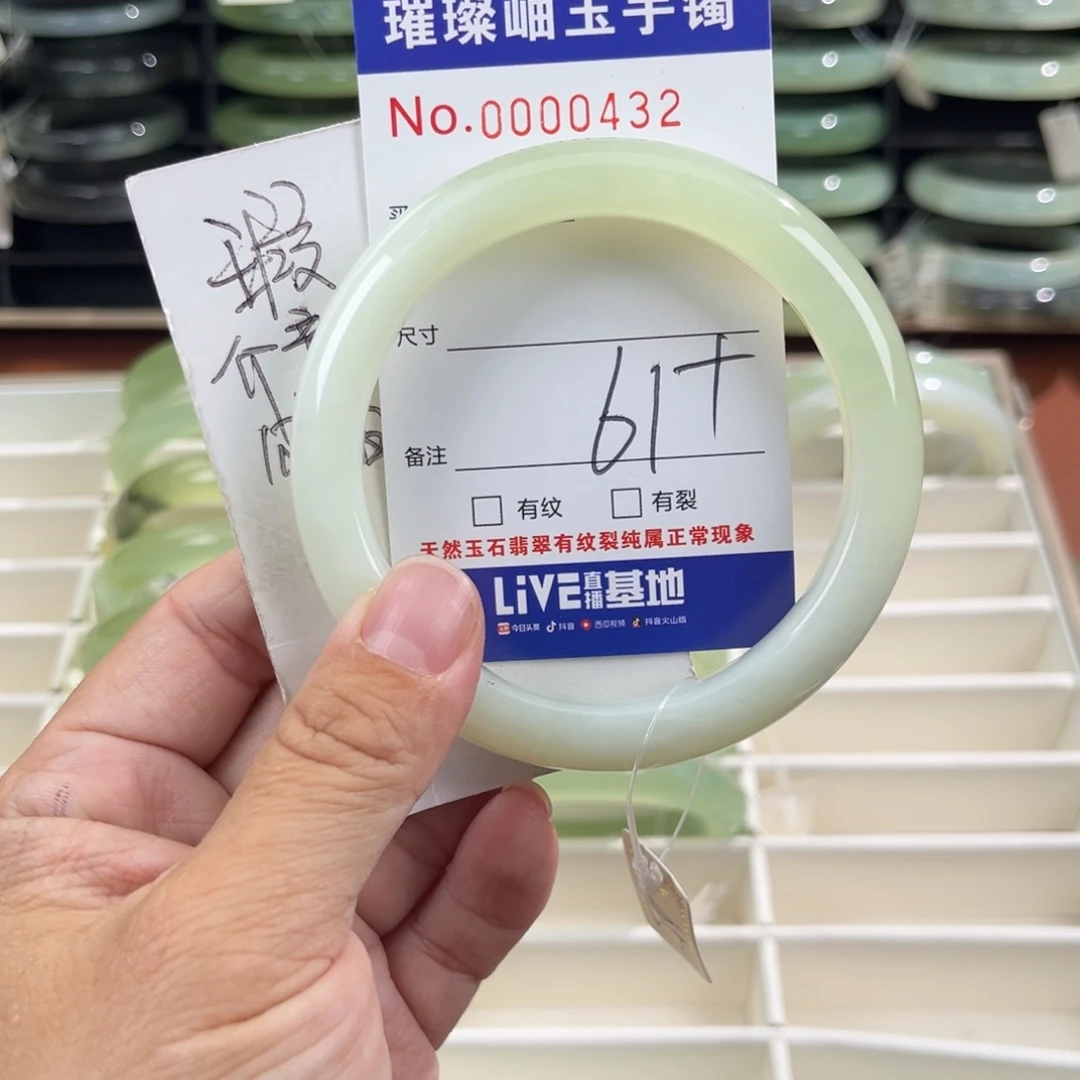 璀璨岫玉手镯
No.0000432
买
尺寸
61+
备注
有纹
有裂
天然玉石翡翠有纹裂纯属正常现象
LiVE直播基地
今日头条 抖音 西瓜视频 抖音火山版